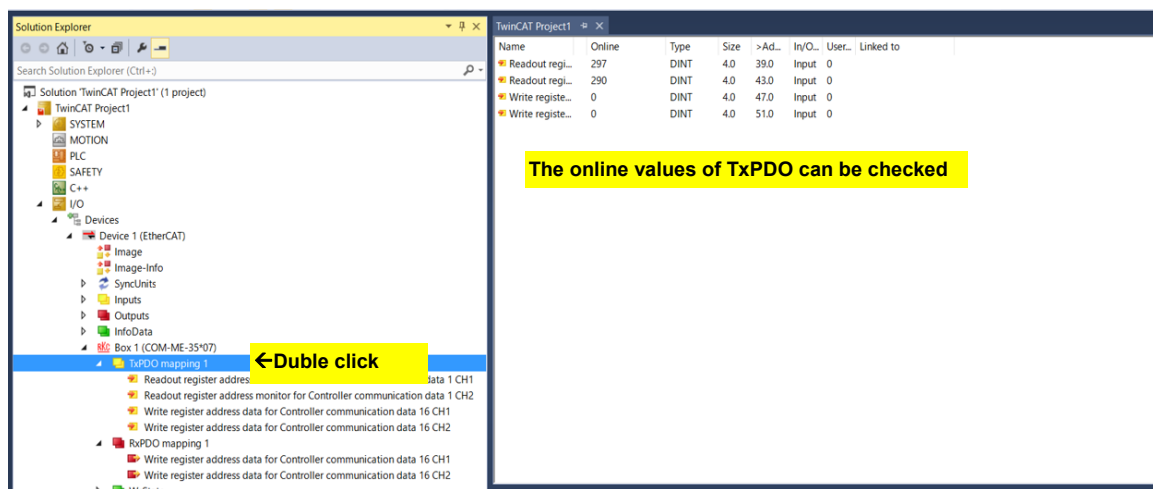 Solution Explorer
Search Solution Explorer (Ctrl+:)
Solution 'TwinCAT Project1' (1 project)
TwinCAT Project1
SYSTEM
MOTION
PLC
SAFETY
C++
I/O
Devices
Device 1 (EtherCAT)
Image
Image-Info
SyncUnits
Inputs
Outputs
InfoData
RKC Box 1 (COM-ME-35*07)
TxPDO mapping 1
←Duble click
Readout register addres data 1 CH1
Readout register address monitor for Controller communication data 1 CH2
Write register address data for Controller communication data 16 CH1
Write register address data for Controller communication data 16 CH2
RxPDO mapping 1
Write register address data for Controller communication data 16 CH1
Write register address data for Controller communication data 16 CH2
TwinCAT Project1
Name Online Type Size >Ad... In/O... User... Linked to
Readout regi... 297 DINT 4.0 39.0 Input 0
Readout regi... 290 DINT 4.0 43.0 Input 0
Write registe... 0 DINT 4.0 47.0 Input 0
Write registe... 0 DINT 4.0 51.0 Input 0
The online values of TxPDO can be checked